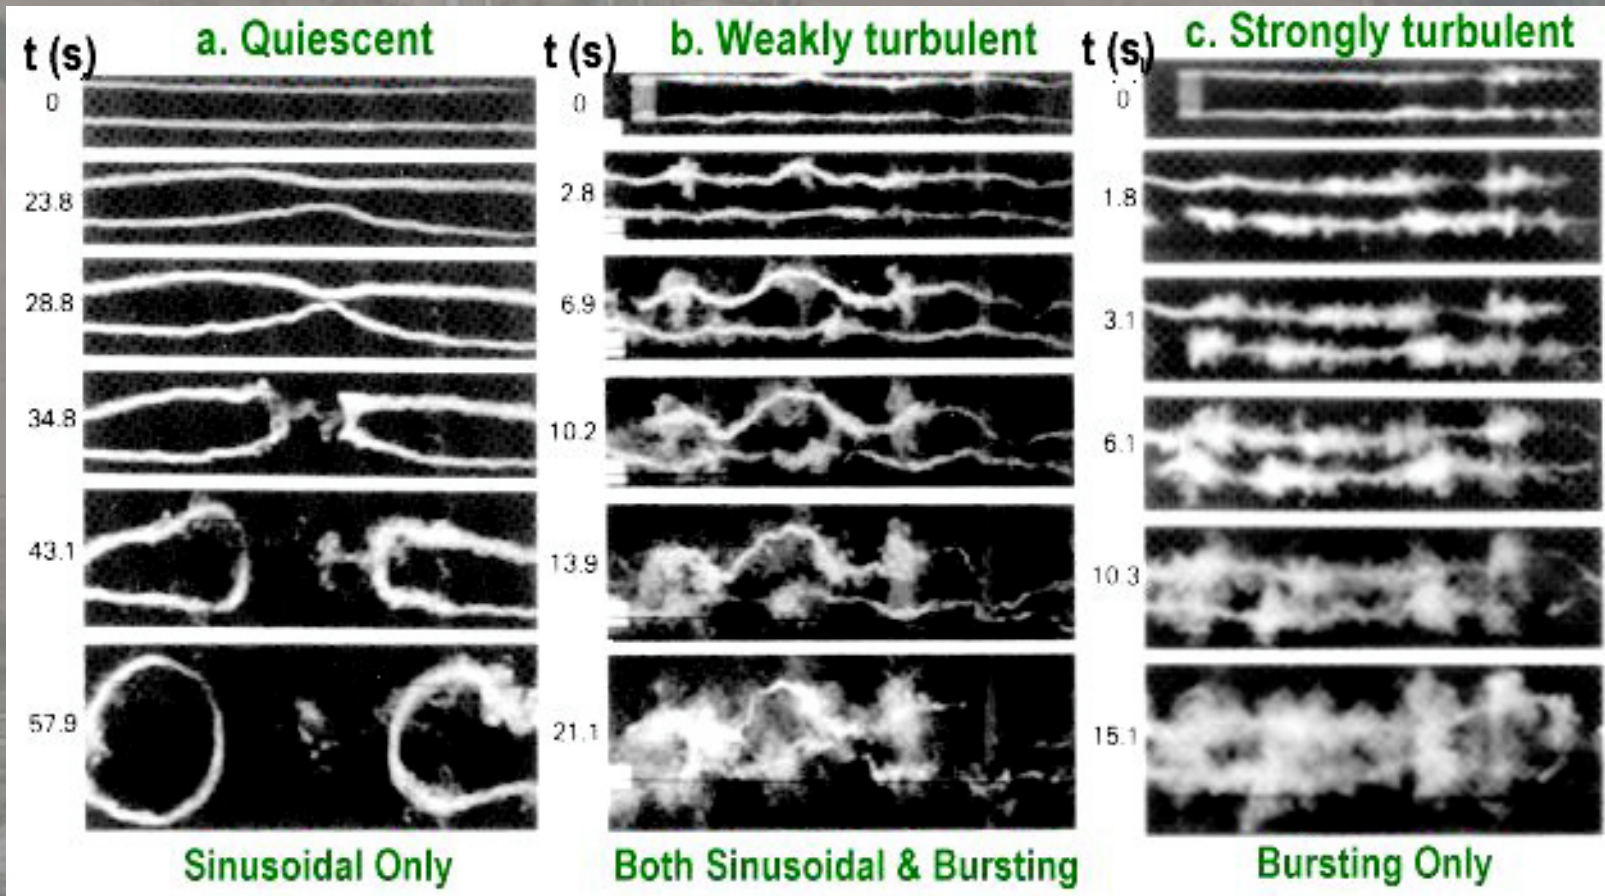 a. Quiescent
t (s)
0
23.8
28.8
34.8
43.1
57.9
Sinusoidal Only
b. Weakly turbulent
t (s)
0
2.8
6.9
10.2
13.9
21.1
Both Sinusoidal & Bursting
c. Strongly turbulent
t (s)
0
1.8
3.1
6.1
10.3
15.1
Bursting Only